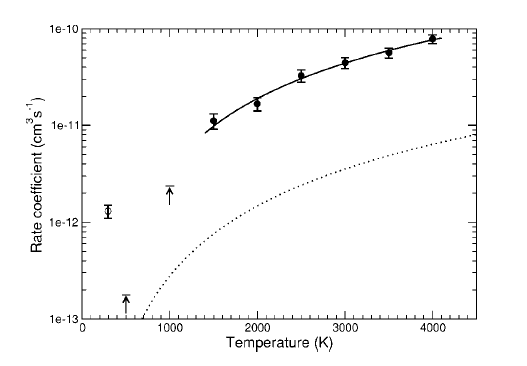 1e-10
1e-11
1e-12
1e-13
Rate coefficient (cm³s⁻¹)
0 1000 2000 3000 4000
Temperature (K)